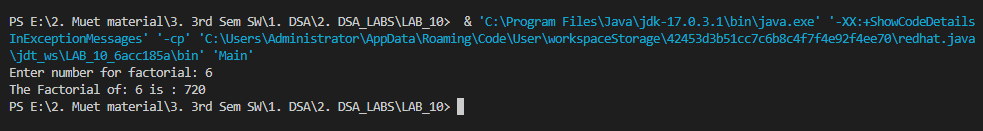 PS E:\2. Muet material\3. 3rd Sem SW\1. DSA\2. DSA_LABS\LAB_10>  & 'C:\Program Files\Java\jdk-17.0.3.1\bin\java.exe' '-XX:+ShowCodeDetails
InExceptionMessages' '-cp' 'C:\Users\Administrator\AppData\Roaming\Code\User\workspaceStorage\42453d3b51cc7c6b8c4f7f4e92f4ee70\redhat.java
\jdt_ws\LAB_10_6acc185a\bin' 'Main'
Enter number for factorial: 6
The Factorial of: 6 is : 720
PS E:\2. Muet material\3. 3rd Sem SW\1. DSA\2. DSA_LABS\LAB_10>